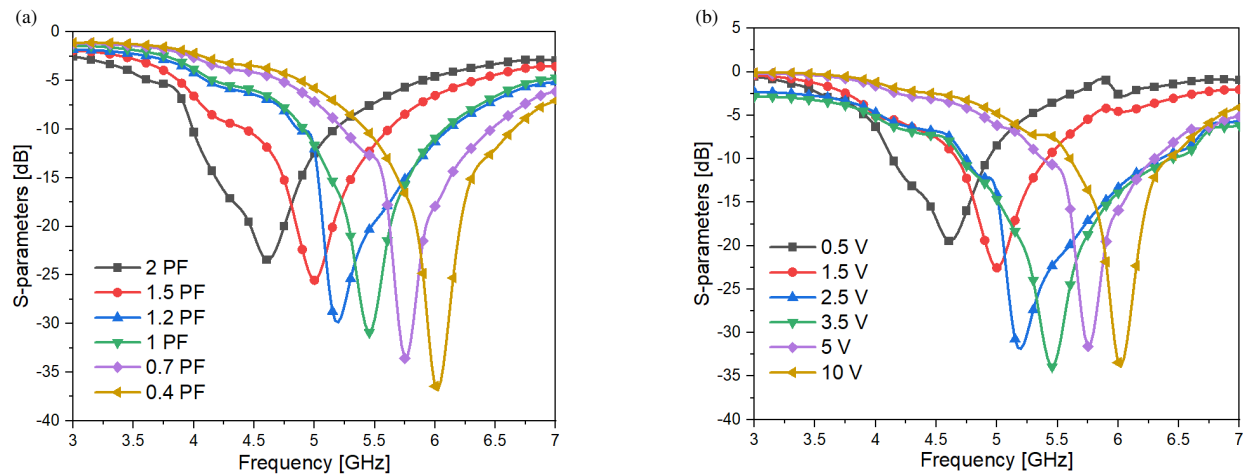 (a)
0
-5
-10
-15
-20
-25
-30
-35
-40
S-parameters [dB]
2 PF
1.5 PF
1.2 PF
1 PF
0.7 PF
0.4 PF
3 3.5 4 4.5 5 5.5 6 6.5 7
Frequency [GHz]
(b)
5
0
-5
-10
-15
-20
-25
-30
-35
-40
S-parameters [dB]
0.5 V
1.5 V
2.5 V
3.5 V
5 V
10 V
3 3.5 4 4.5 5 5.5 6 6.5 7
Frequency [GHz]